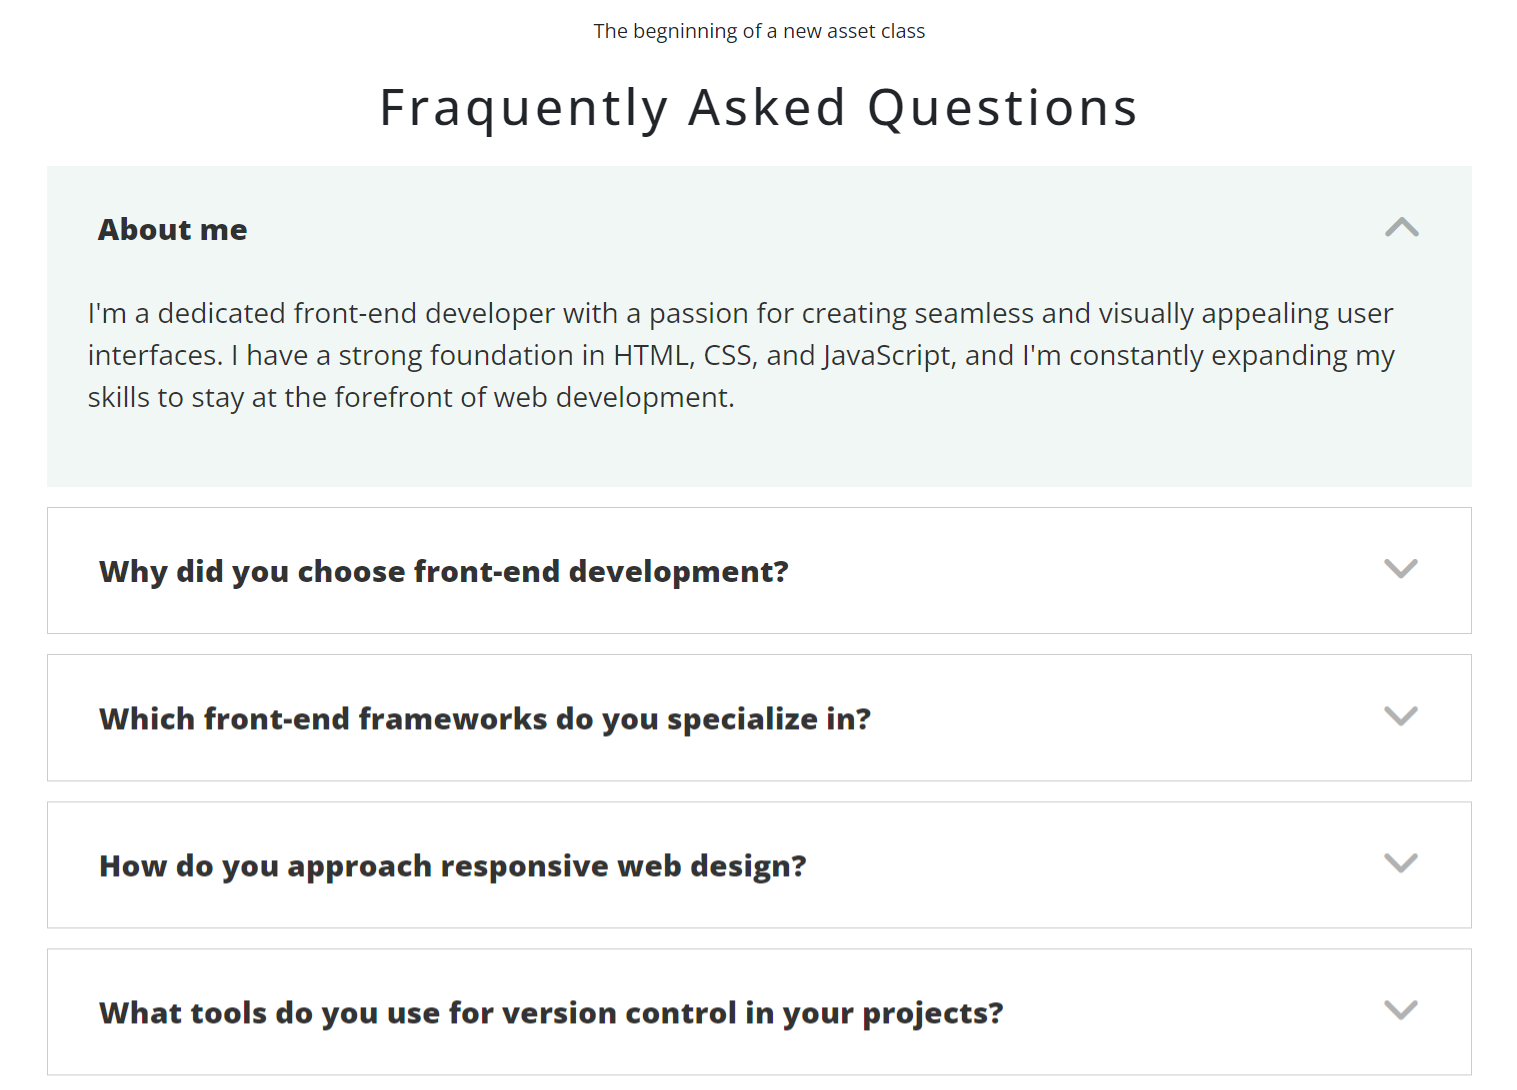 The begninning of a new asset class
Fraquently Asked Questions
About me
I'm a dedicated front-end developer with a passion for creating seamless and visually appealing user
interfaces. I have a strong foundation in HTML, CSS, and JavaScript, and I'm constantly expanding my
skills to stay at the forefront of web development.
Why did you choose front-end development?
Which front-end frameworks do you specialize in?
How do you approach responsive web design?
What tools do you use for version control in your projects?